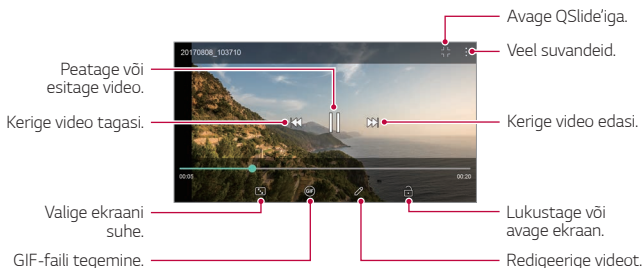 Avage QSlide’iga.
20170808_103710
Veel suvandeid.
Peatage või
esitage video.
Kerige video tagasi.
Kerige video edasi.
00:05
00:20
GIF
Valige ekraani
suhe.
Lukustage või
avage ekraan.
GIF-faili tegemine.
Redigeerige videot.